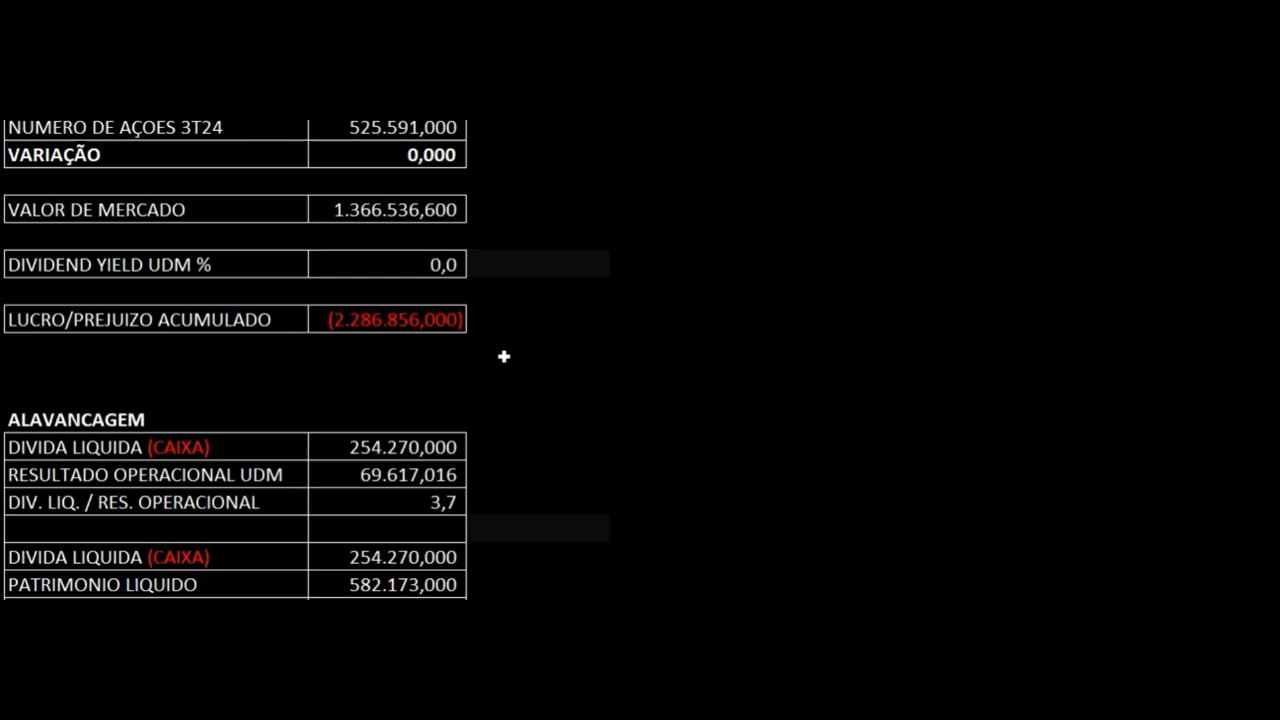 NUMERO DE AÇOES 3T24 525.591,000
VARIAÇÃO 0,000
VALOR DE MERCADO 1.366.536,600
DIVIDEND YIELD UDM % 0,0
LUCRO/PREJUIZO ACUMULADO (2.286.856,000)
ALAVANCAGEM
DIVIDA LIQUIDA (CAIXA) 254.270,000
RESULTADO OPERACIONAL UDM 69.617,016
DIV. LIQ. / RES. OPERACIONAL 3,7
DIVIDA LIQUIDA (CAIXA) 254.270,000
PATRIMONIO LIQUIDO 582.173,000